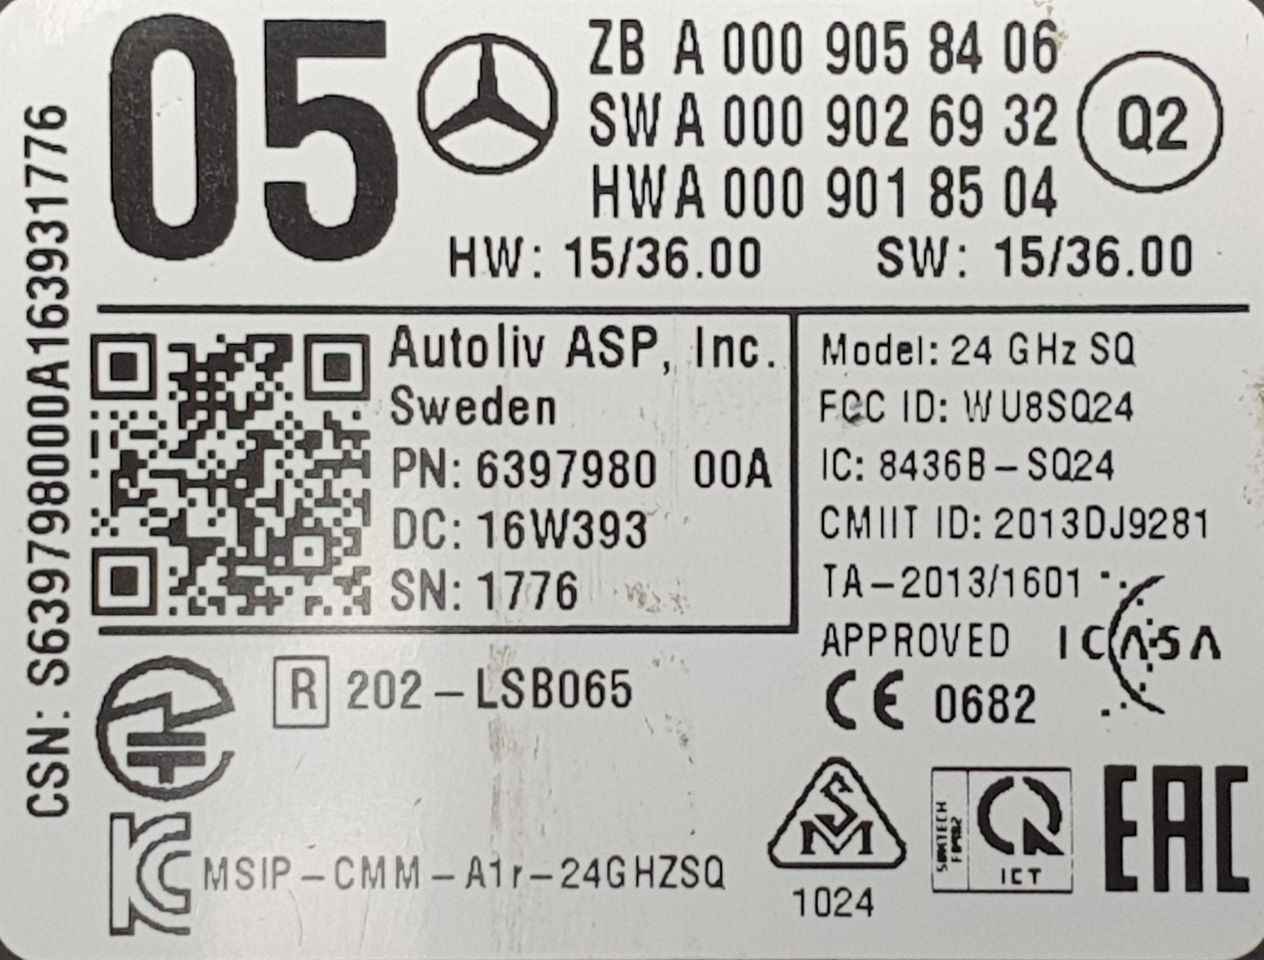 05
ZB A 000 905 84 06
SW A 000 902 69 32
HW A 000 901 85 04
Q2
HW: 15/36.00 SW: 15/36.00
CSN: S6397980000A163931776
Autoliv ASP, Inc.
Sweden
PN: 6397980 00A
DC: 16W393
SN: 1776
Model: 24 GHz SQ
FCC ID: WU8SQ24
IC: 8436B-SQ24
CMIIT ID: 2013DJ9281
TA-2013/1601
APPROVED ICASA
CE 0682
R 202-LSB065
KC MSIP-CMM-A1r-24GHZSQ
SM
1024
ICT
EAC